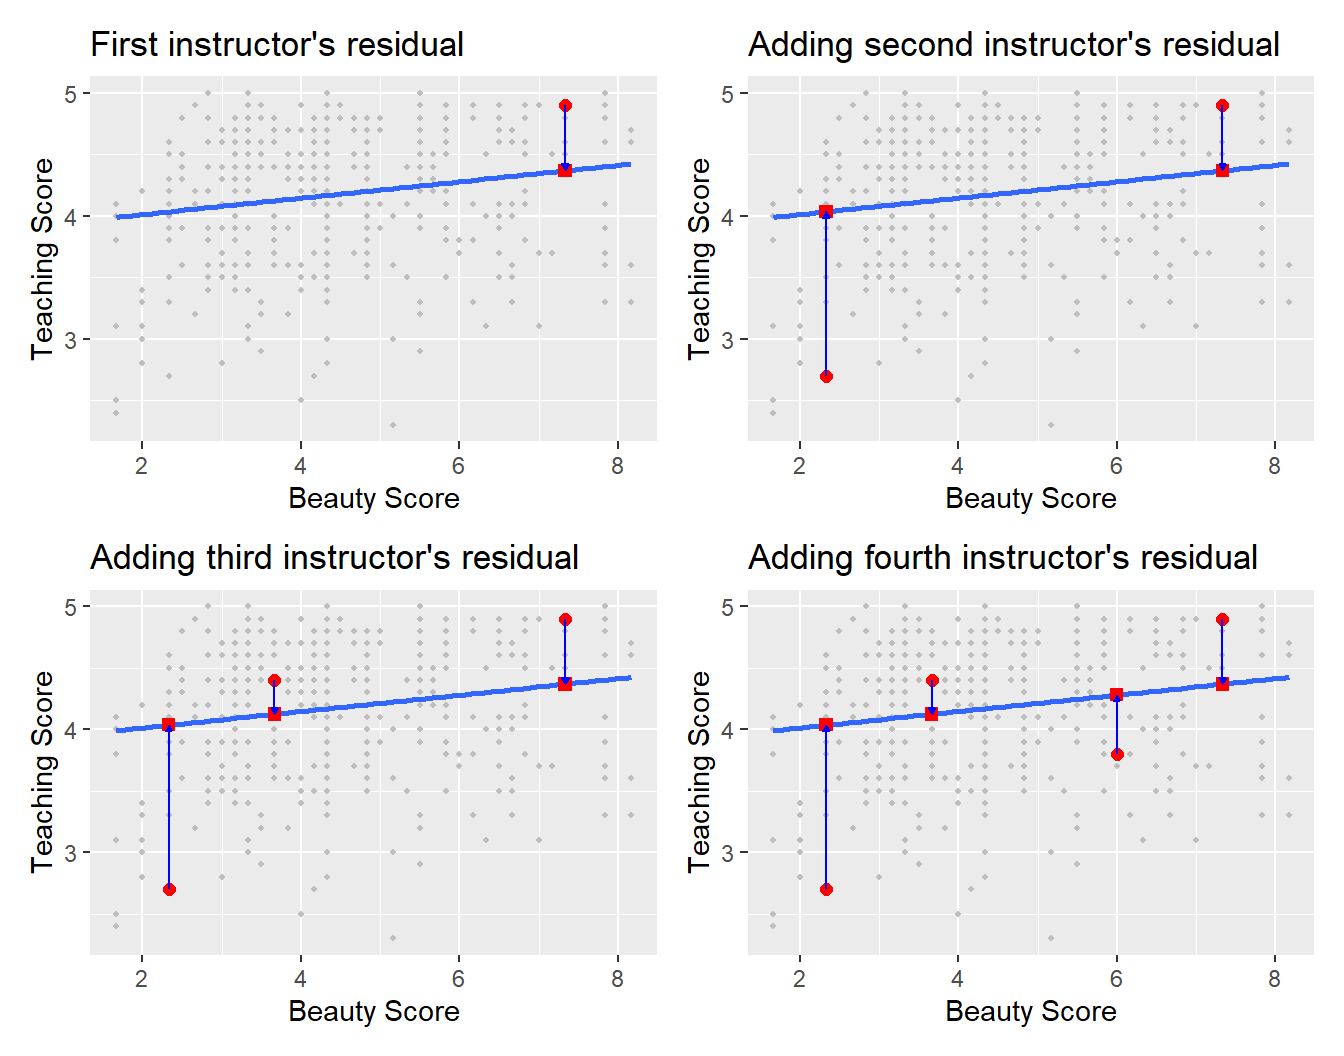 First instructor's residual
5
4
3
Teaching Score
2 4 6 8
Beauty Score
Adding second instructor's residual
5
4
3
Teaching Score
2 4 6 8
Beauty Score
Adding third instructor's residual
5
4
3
Teaching Score
2 4 6 8
Beauty Score
Adding fourth instructor's residual
5
4
3
Teaching Score
2 4 6 8
Beauty Score